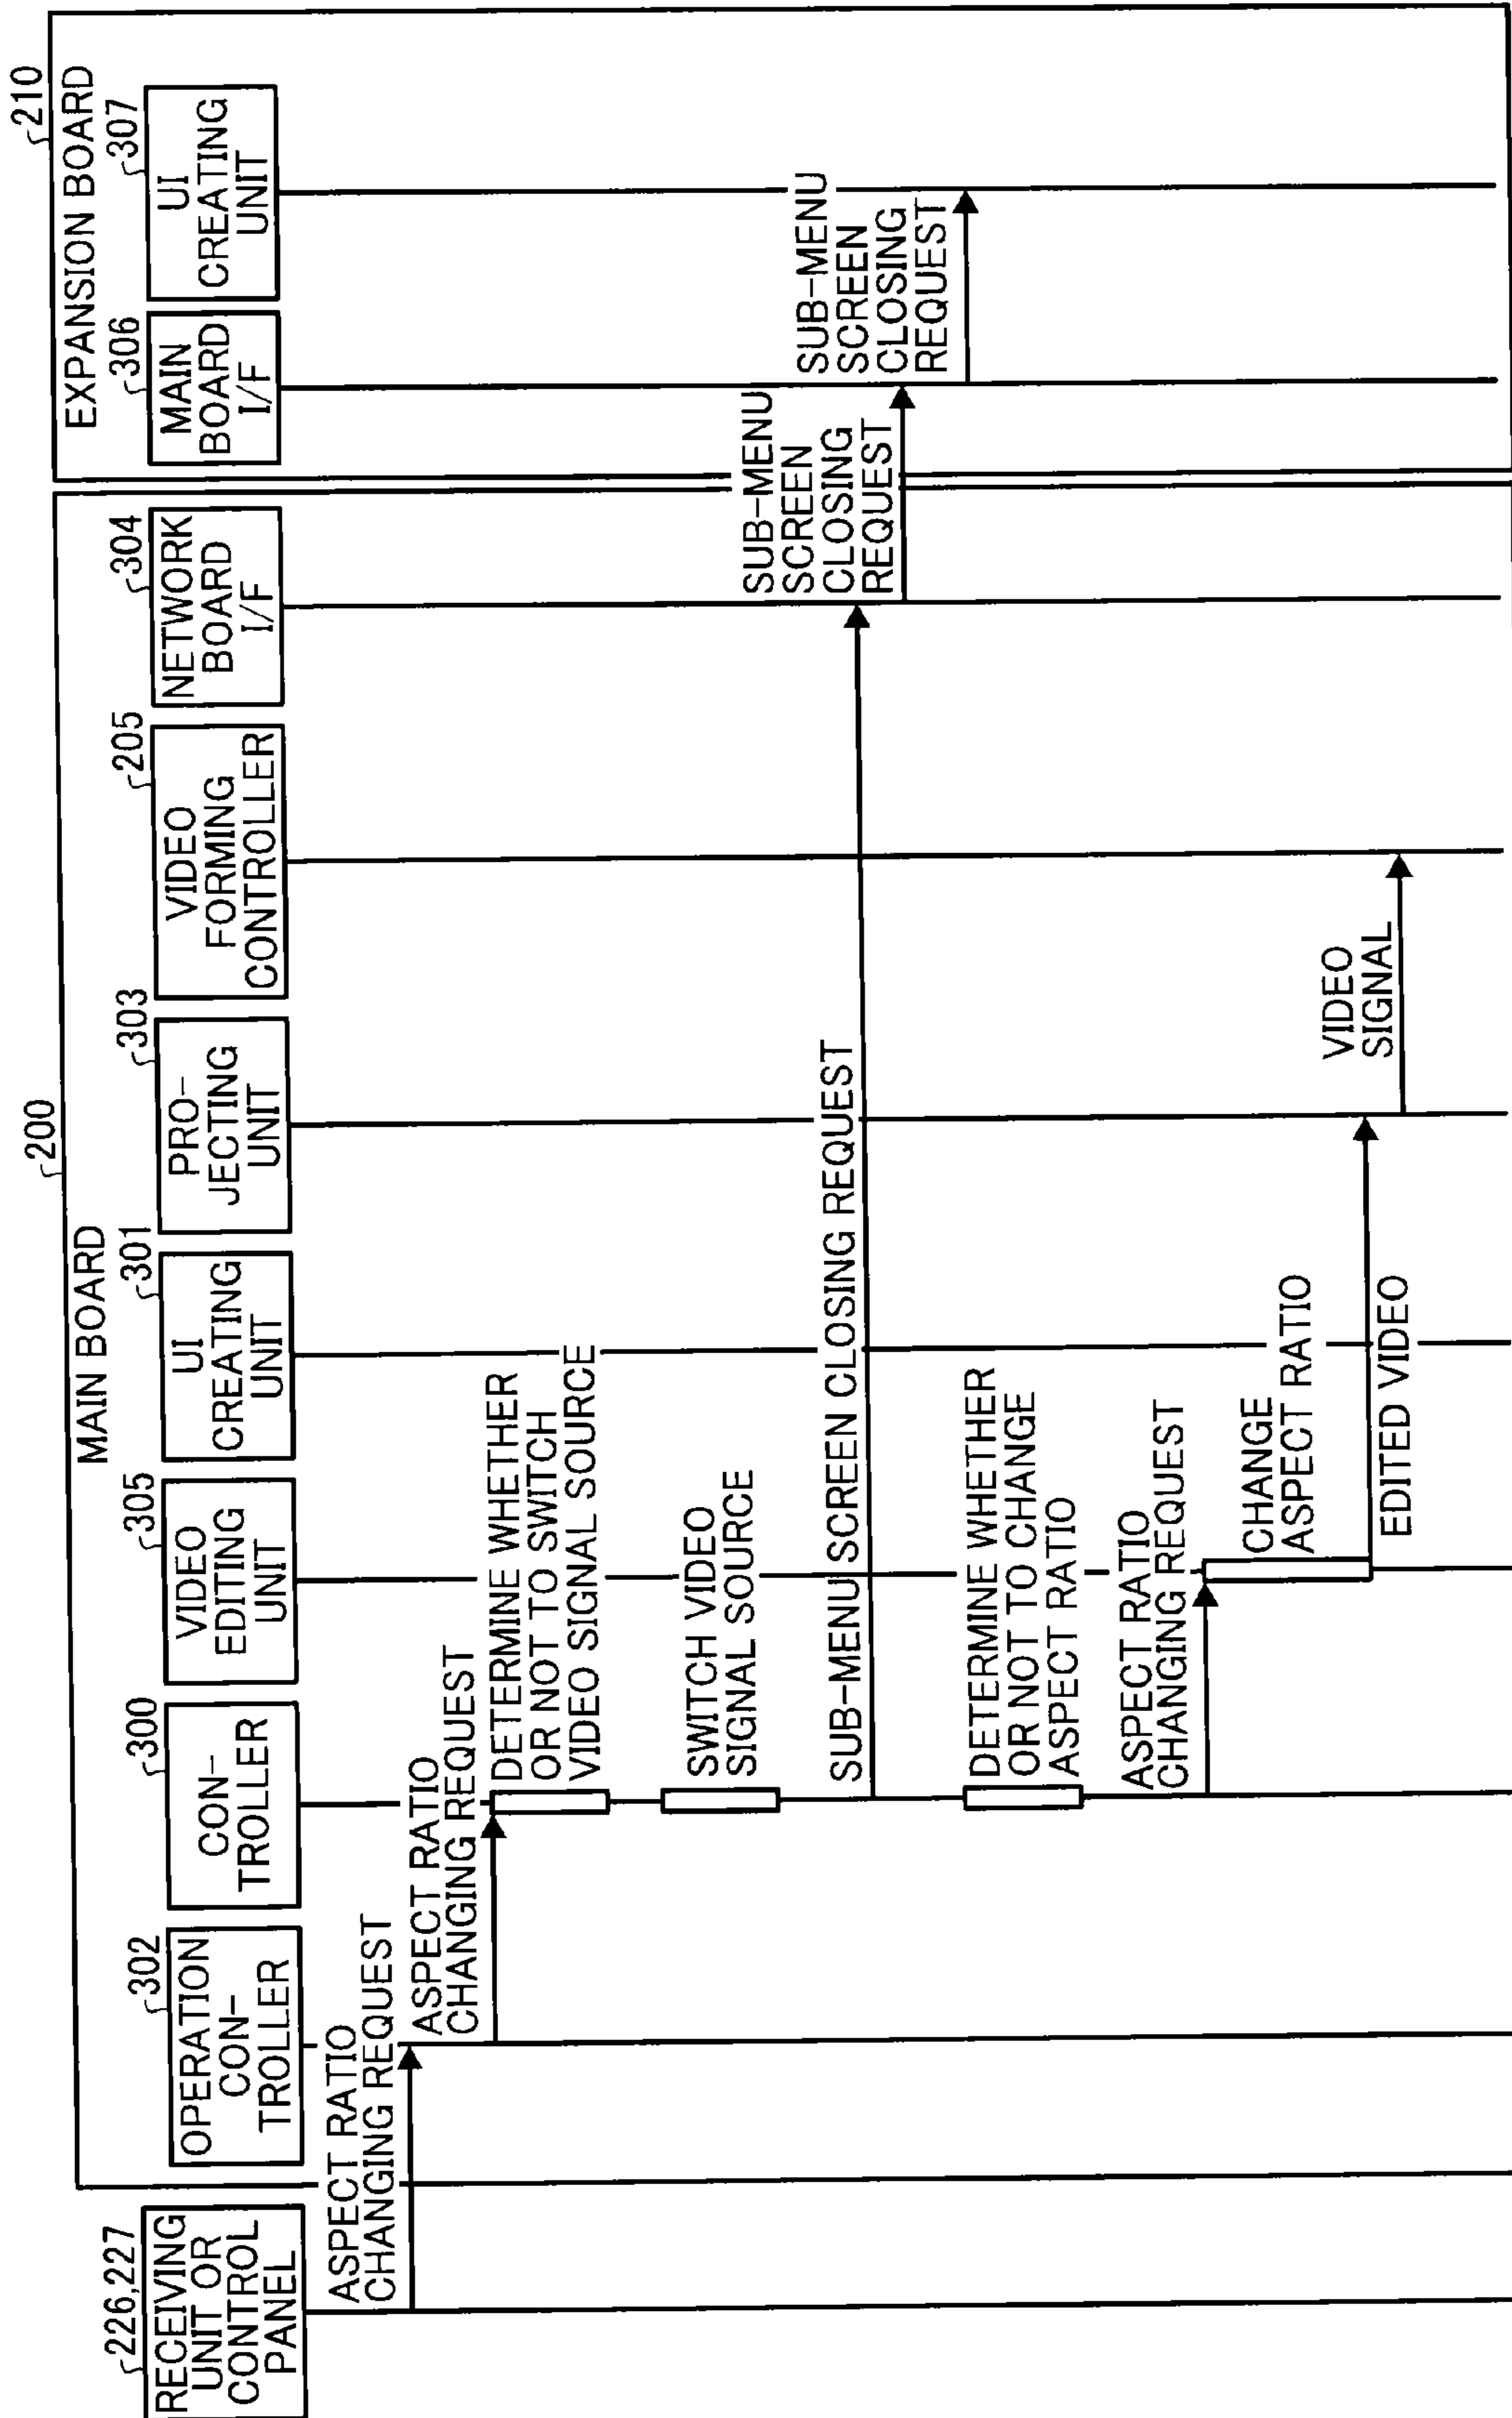 226,227
RECEIVING
UNIT OR
CONTROL
PANEL
200
MAIN BOARD
302
OPERATION
CON-
TROLLER
300
CON-
TROLLER
305
VIDEO
EDITING
UNIT
301
UI
CREATING
UNIT
303
PRO-
JECTING
UNIT
205
VIDEO
FORMING
CONTROLLER
304
NETWORK
BOARD
I/F
210
EXPANSION BOARD
306
MAIN
BOARD
I/F
307
UI
CREATING
UNIT
ASPECT RATIO
CHANGING REQUEST
ASPECT RATIO
CHANGING REQUEST
DETERMINE WHETHER
OR NOT TO SWITCH
VIDEO SIGNAL SOURCE
SWITCH VIDEO
SIGNAL SOURCE
SUB-MENU SCREEN CLOSING REQUEST
SUB-MENU
SCREEN
CLOSING
REQUEST
SUB-MENU
SCREEN
CLOSING
REQUEST
DETERMINE WHETHER
OR NOT TO CHANGE
ASPECT RATIO
ASPECT RATIO
CHANGING REQUEST
CHANGE
ASPECT RATIO
EDITED VIDEO
VIDEO
SIGNAL